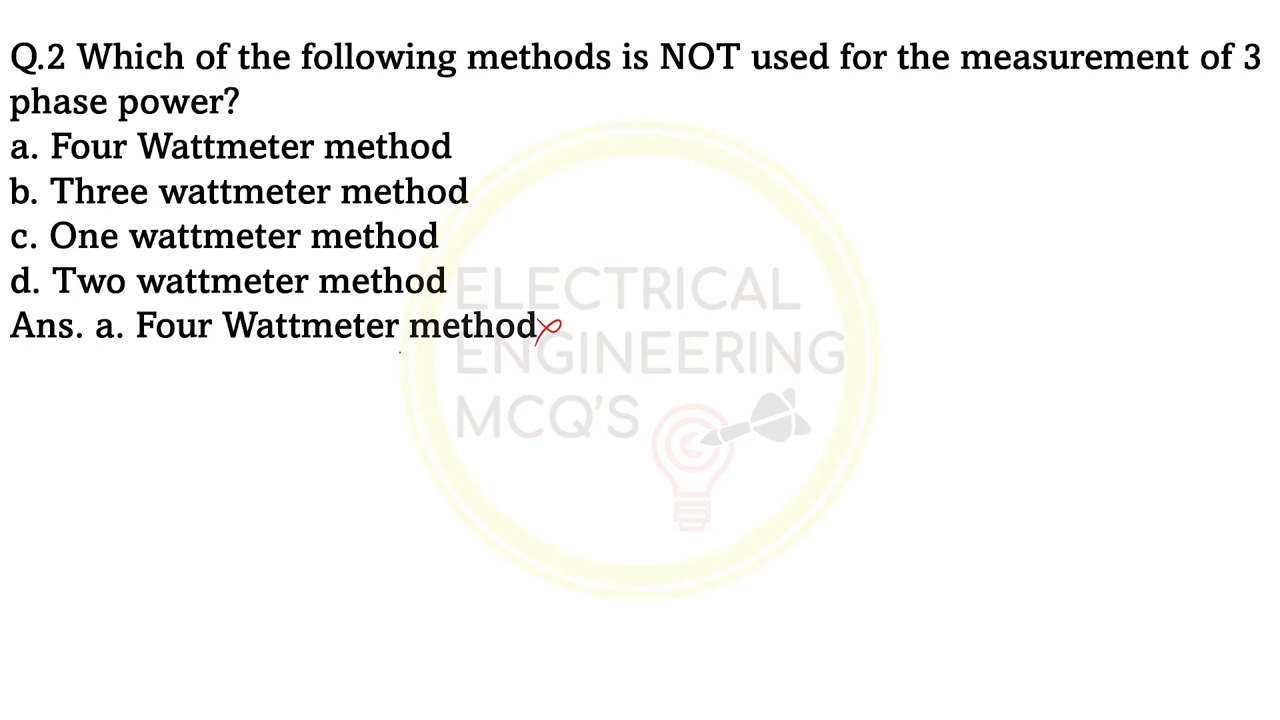 Q.2 Which of the following methods is NOT used for the measurement of 3
phase power?
a. Four Wattmeter method
b. Three wattmeter method
c. One wattmeter method
d. Two wattmeter method
Ans. a. Four Wattmeter method
ELECTRICAL
ENGINEERING
MCQ'S